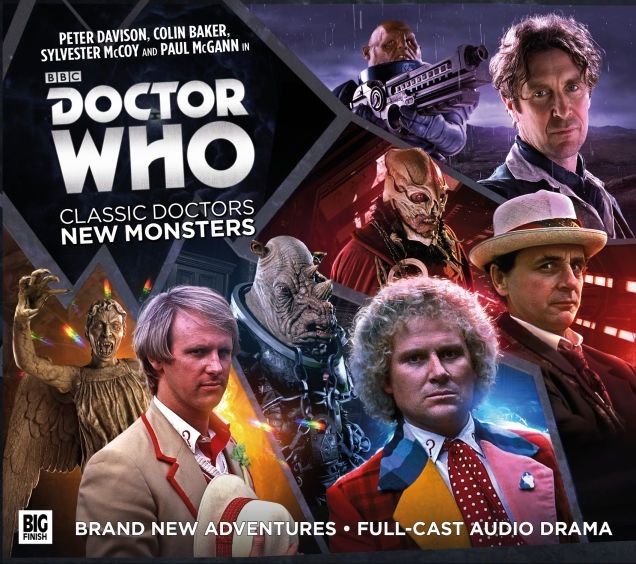 PETER DAVISON, COLIN BAKER,
SYLVESTER McCOY AND PAUL McGANN IN
BBC
DOCTOR
WHO
CLASSIC DOCTORS
NEW MONSTERS
? ?
BIG
FINISH
BRAND NEW ADVENTURES • FULL-CAST AUDIO DRAMA